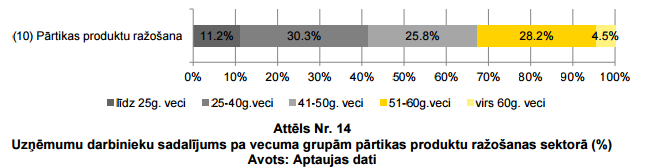 (10) Pārtikas produktu ražošana 11.2% 30.3% 25.8% 28.2% 4.5%
0% 10% 20% 30% 40% 50% 60% 70% 80% 90% 100%
līdz 25g. veci 25-40g.veci 41-50g. veci 51-60g.veci virs 60g. veci
Attēls Nr. 14
Uzņēmumu darbinieku sadalījums pa vecuma grupām pārtikas produktu ražošanas sektorā (%)
Avots: Aptaujas dati